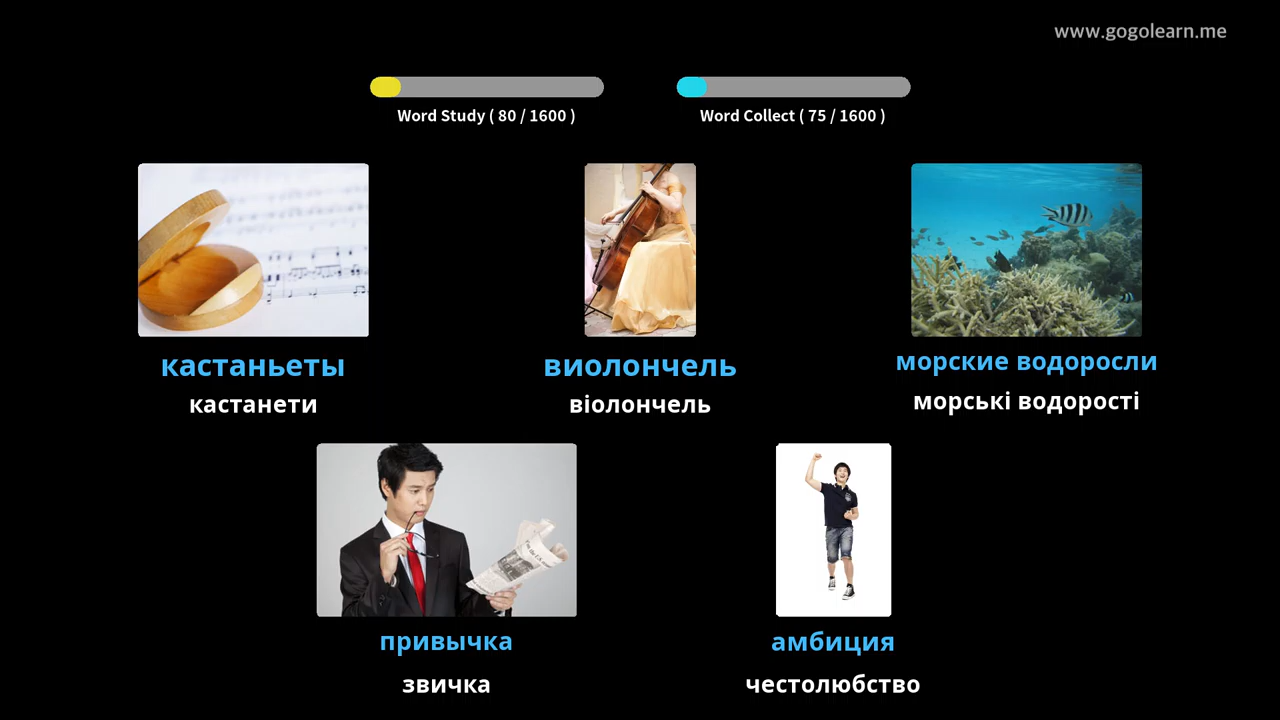 www.gogolearn.me
Word Study ( 80 / 1600 )
Word Collect ( 75 / 1600 )
кастаньеты
кастанети
виолончель
віолончель
морские водоросли
морські водорості
привычка
звичка
амбиция
честолюбство